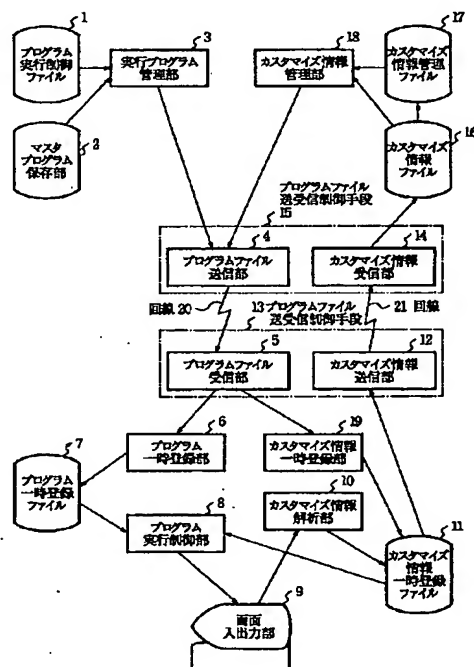 1
プログラム
実行制御
ファイル
3
実行プログラム
管理部
18
カスタマイズ情報
管理部
17
カスタマイズ
情報管理
ファイル
2
マスタ
プログラム
保存部
16
カスタマイズ
情報
ファイル
プログラムファイル
送受信制御手段
15
4
プログラムファイル
送信部
14
カスタマイズ情報
受信部
回線 20
13 プログラムファイル
送受信制御手段
21 回線
5
プログラムファイル
受信部
12
カスタマイズ情報
送信部
7
プログラム
一時登録
ファイル
6
プログラム
一時登録部
19
カスタマイズ情報
一時登録部
8
プログラム
実行制御部
10
カスタマイズ情報
解析部
11
カスタマイズ
情報
一時登録
ファイル
9
画面
入出力部